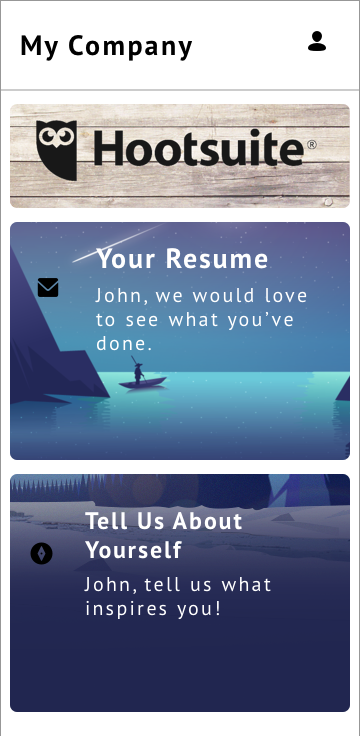 My Company
Hootsuite®
Your Resume
John, we would love
to see what you’ve
done.
Tell Us About
Yourself
John, tell us what
inspires you!